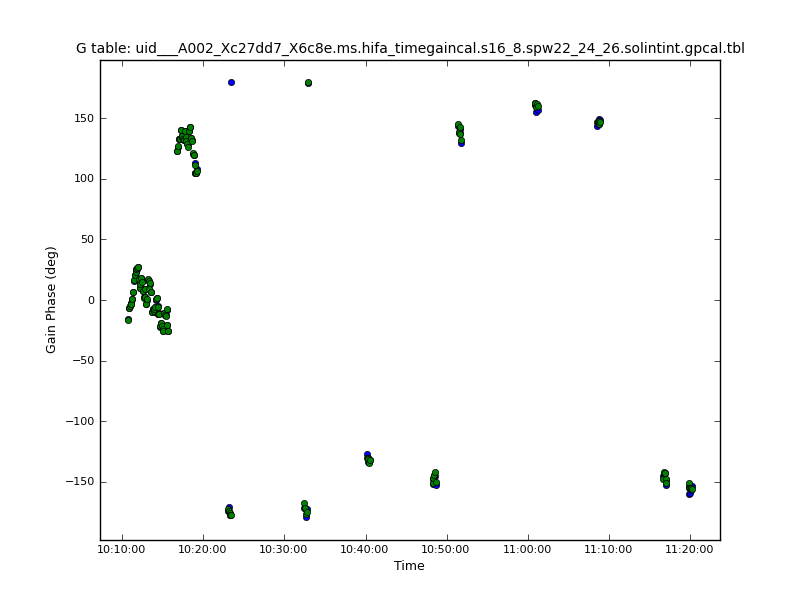 G table: uid___A002_Xc27dd7_X6c8e.ms.hifa_timegaincal.s16_8.spw22_24_26.solintint.gpcal.tbl
150
100
50
0
−50
−100
−150
Gain Phase (deg)
10:10:00 10:20:00 10:30:00 10:40:00 10:50:00 11:00:00 11:10:00 11:20:00
Time